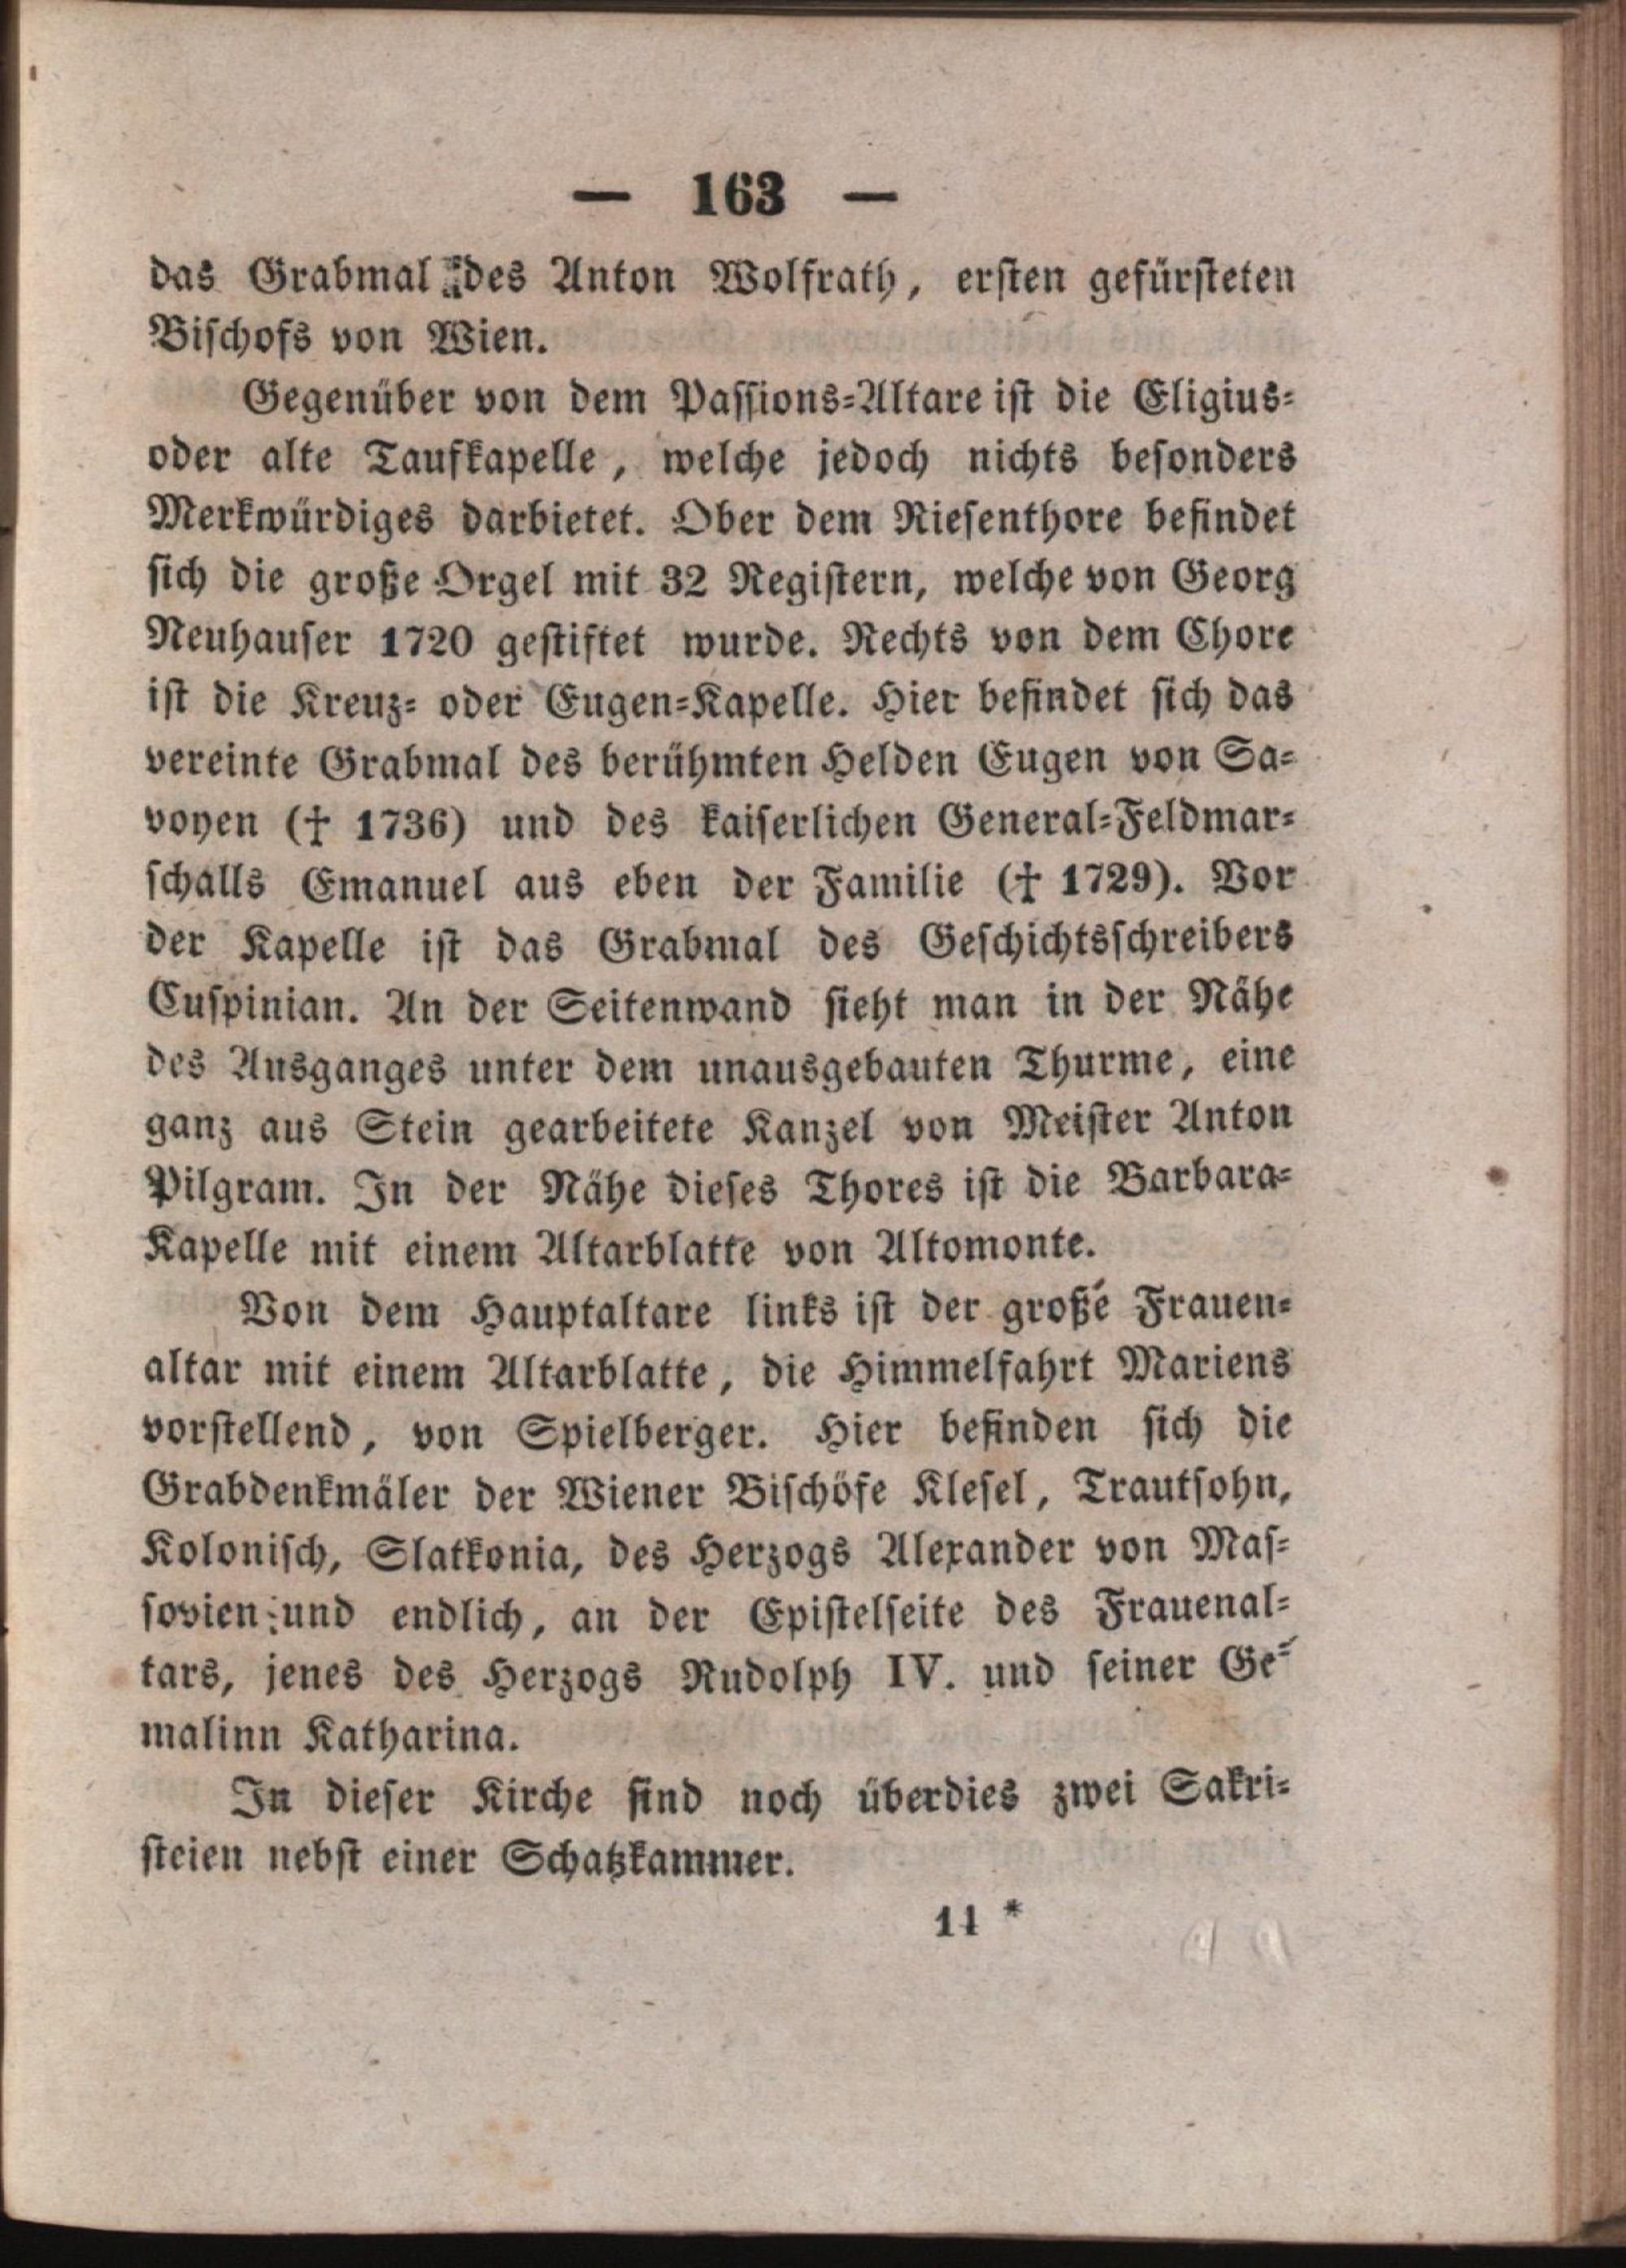 — 163 —
das Grabmal des Anton Wolfrath, ersten gefürsteten
Bischofs von Wien.
Gegenüber von dem Passions-Altare ist die Eligius-
oder alte Taufkapelle, welche jedoch nichts besonders
Merkwürdiges darbietet. Ober dem Riesenthore befindet
sich die große Orgel mit 32 Registern, welche von Georg
Neuhauser 1720 gestiftet wurde. Rechts von dem Chore
ist die Kreuz- oder Eugen-Kapelle. Hier befindet sich das
vereinte Grabmal des berühmten Helden Eugen von Sa-
voyen († 1736) und des kaiserlichen General-Feldmar-
schalls Emanuel aus eben der Familie († 1729). Vor
der Kapelle ist das Grabmal des Geschichtsschreibers
Cuspinian. An der Seitenwand sieht man in der Nähe
des Ausganges unter dem unausgebauten Thurme, eine
ganz aus Stein gearbeitete Kanzel von Meister Anton
Pilgram. In der Nähe dieses Thores ist die Barbara-
Kapelle mit einem Altarblatte von Altomonte.
Von dem Hauptaltare links ist der große Frauen-
altar mit einem Altarblatte, die Himmelfahrt Mariens
vorstellend, von Spielberger. Hier befinden sich die
Grabdenkmäler der Wiener Bischöfe Klesel, Trautsohn,
Kolonisch, Slatkonia, des Herzogs Alexander von Mas-
sovien und endlich, an der Epistelseite des Frauenal-
tars, jenes des Herzogs Rudolph IV. und seiner Ge-
malinn Katharina.
In dieser Kirche sind noch überdies zwei Sakri-
steien nebst einer Schatzkammer.
11 *